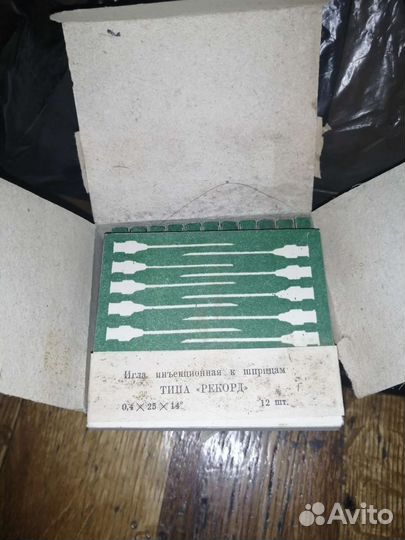 Игла инъекционная к шприцам
ТИПА «РЕКОРД»
0,4×25×14° 12 шт.
Avito